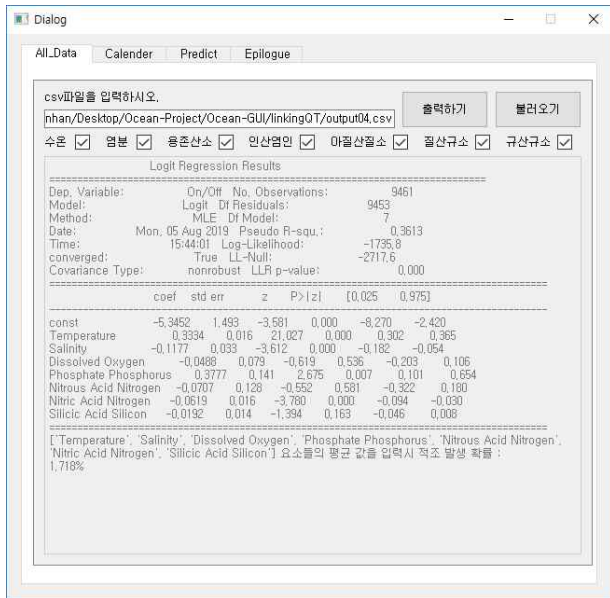 Dialog
All_Data Calender Predict Epilogue
csv파일을 입력하시오.
nhan/Desktop/Ocean-Project/Ocean-GUI/linkingQT/output04.csv
출력하기 불러오기
수온 염분 용존산소 인산염인 아질산질소 질산규소 규산규소
Logit Regression Results
==============================================================================
Dep. Variable: On/Off No. Observations: 9461
Model: Logit Df Residuals: 9453
Method: MLE Df Model: 7
Date: Mon, 05 Aug 2019 Pseudo R-squ.: 0.3613
Time: 15:44:01 Log-Likelihood: -1735.8
converged: True LL-Null: -2717.6
Covariance Type: nonrobust LLR p-value: 0.000
==============================================================================
coef std err z P>|z| [0.025 0.975]
------------------------------------------------------------------------------
const -5.3452 1.493 -3.581 0.000 -8.270 -2.420
Temperature 0.3334 0.016 21.027 0.000 0.302 0.365
Salinity -0.1177 0.033 -3.612 0.000 -0.182 -0.054
Dissolved Oxygen -0.0488 0.079 -0.619 0.536 -0.203 0.106
Phosphate Phosphorus 0.3777 0.141 2.675 0.007 0.101 0.654
Nitrous Acid Nitrogen -0.0707 0.128 -0.552 0.581 -0.322 0.180
Nitric Acid Nitrogen -0.0619 0.016 -3.780 0.000 -0.094 -0.030
Silicic Acid Silicon -0.0192 0.014 -1.394 0.163 -0.046 0.008
==============================================================================
['Temperature', 'Salinity', 'Dissolved Oxygen', 'Phosphate Phosphorus', 'Nitrous Acid Nitrogen',
'Nitric Acid Nitrogen', 'Silicic Acid Silicon'] 요소들의 평균 값을 입력시 적조 발생 확률 :
1.718%